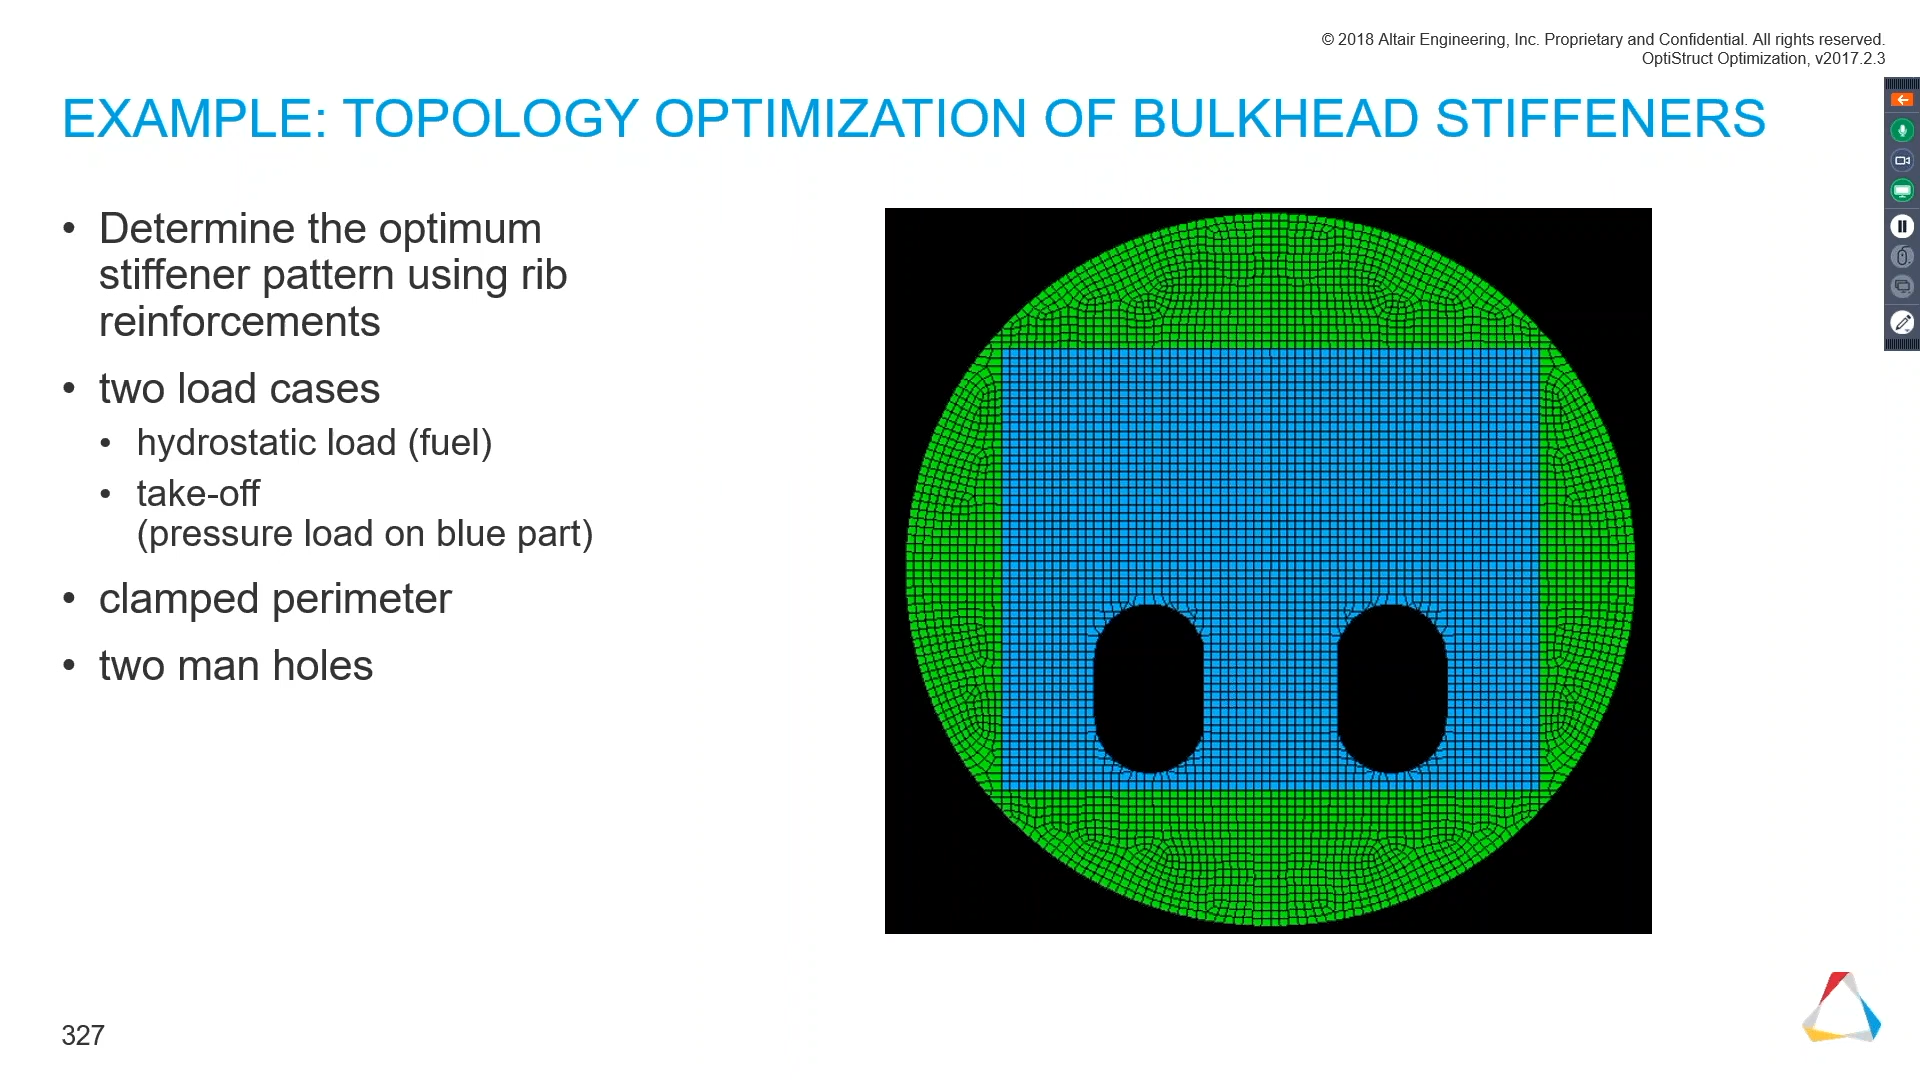 © 2018 Altair Engineering, Inc. Proprietary and Confidential. All rights reserved.
OptiStruct Optimization, v2017.2.3
EXAMPLE: TOPOLOGY OPTIMIZATION OF BULKHEAD STIFFENERS
• Determine the optimum
stiffener pattern using rib
reinforcements
• two load cases
• hydrostatic load (fuel)
• take-off
(pressure load on blue part)
• clamped perimeter
• two man holes
327